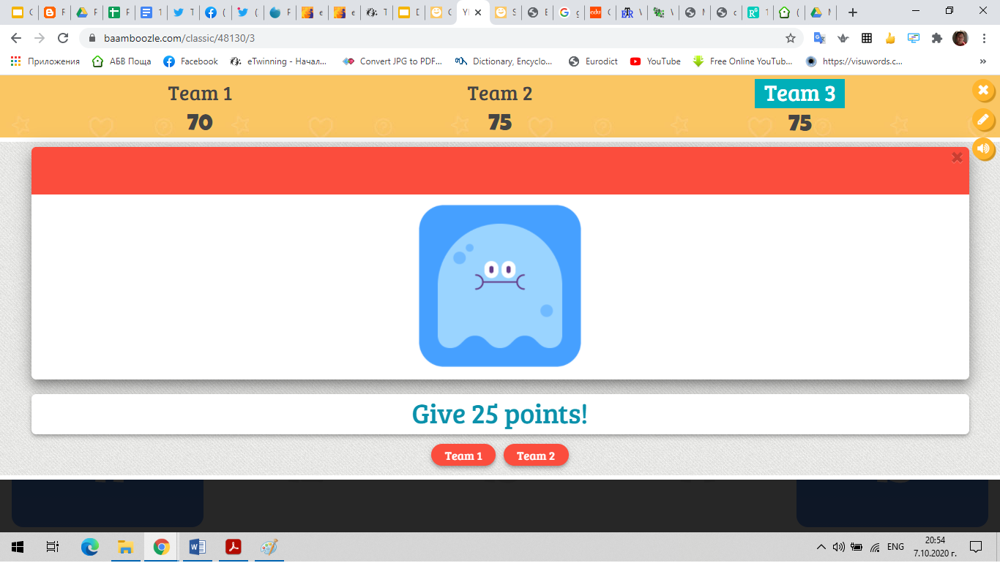 baamboozle.com/classic/48130/3
Приложения
АБВ Поща
Facebook
eTwinning - Начал...
Convert JPG to PDF...
Dictionary, Encyclo...
Eurodict
YouTube
Free Online YouTub...
https://visuwords.c...
Team 1
70
Team 2
75
Team 3
75
Give 25 points!
Team 1
Team 2
ENG
20:54
7.10.2020 г.